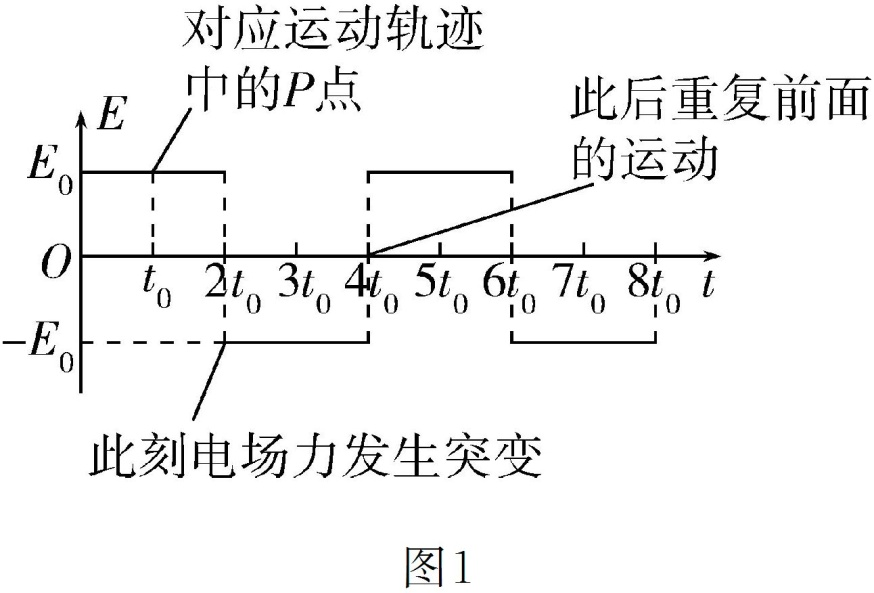 对应运动轨迹
中的P点
此后重复前面
的运动
E
E₀
O
t₀ 2t₀ 3t₀ 4t₀ 5t₀ 6t₀ 7t₀ 8t₀ t
−E₀
此刻电场力发生突变
图1